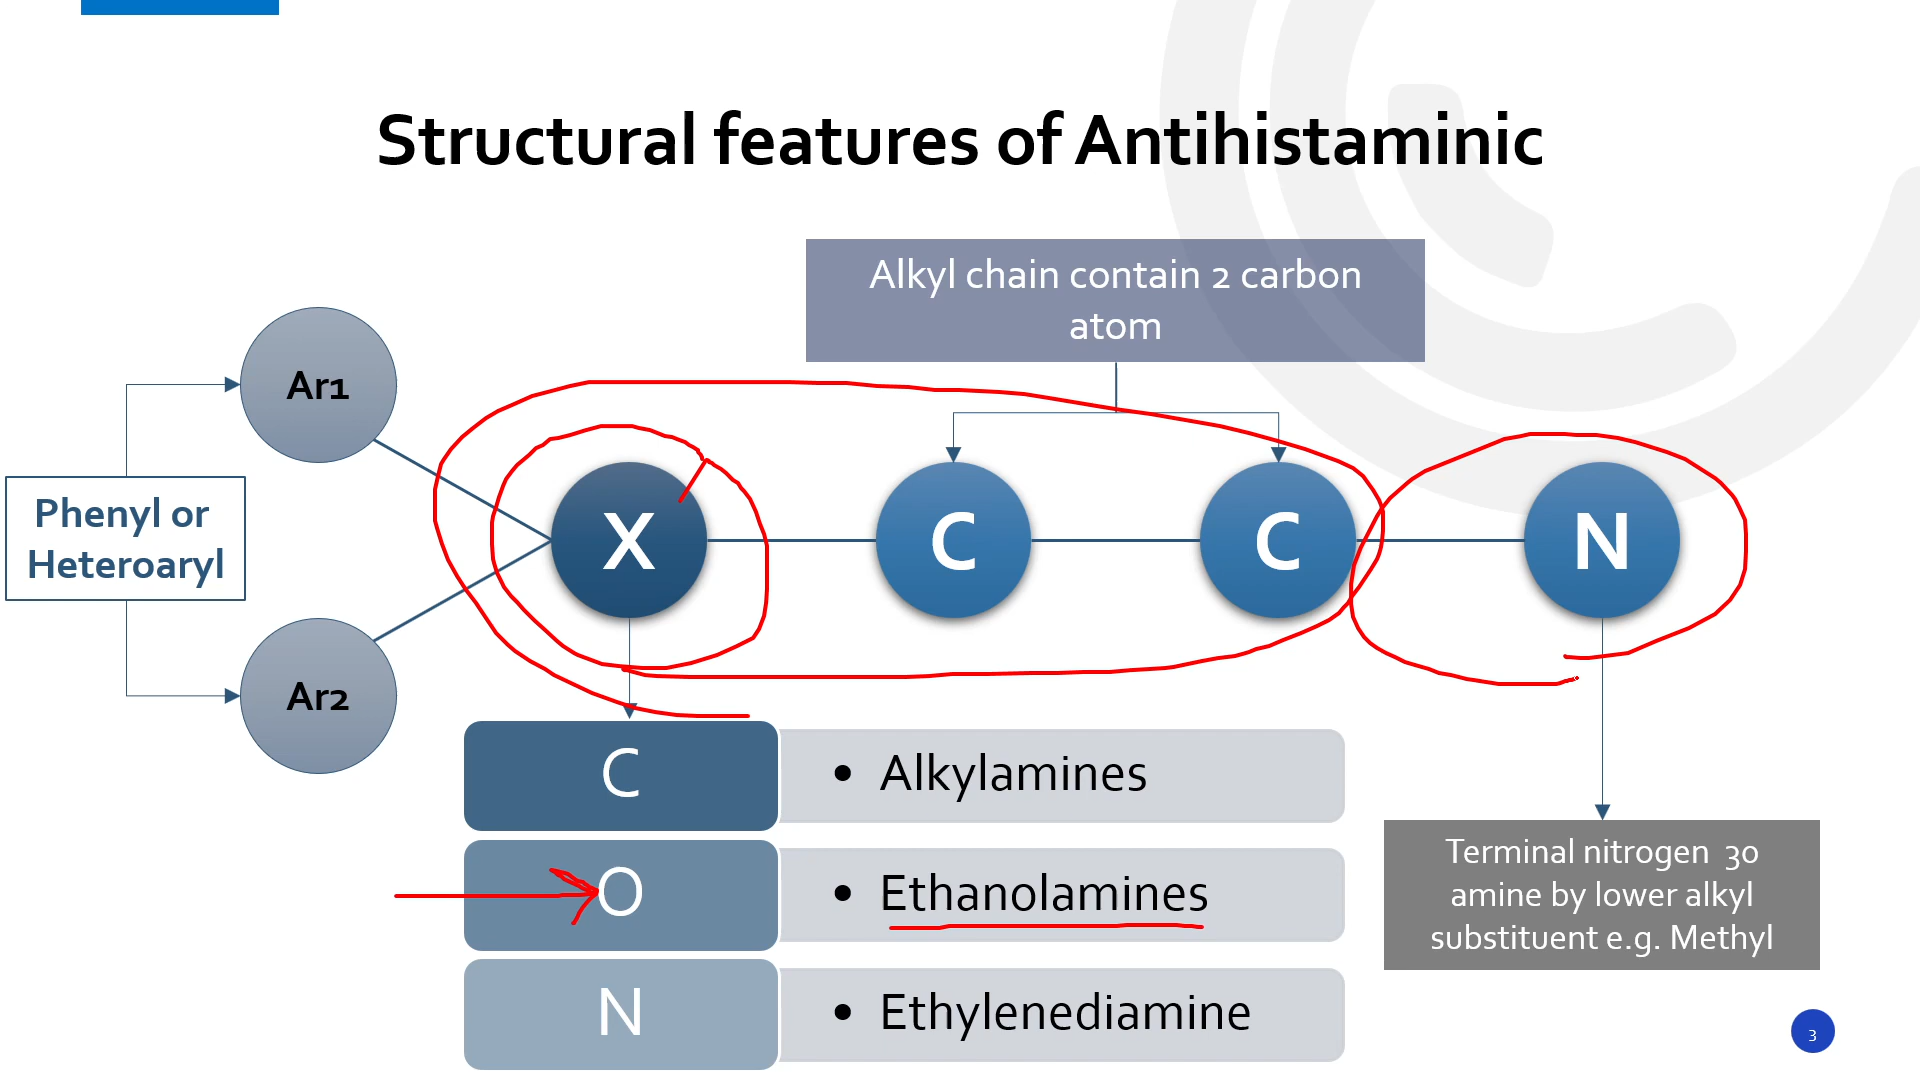 Structural features of Antihistaminic
Alkyl chain contain 2 carbon
atom
Ar1
Phenyl or
Heteroaryl
X
C
C
N
Ar2
C
• Alkylamines
O
• Ethanolamines
N
• Ethylenediamine
Terminal nitrogen 30
amine by lower alkyl
substituent e.g. Methyl
3